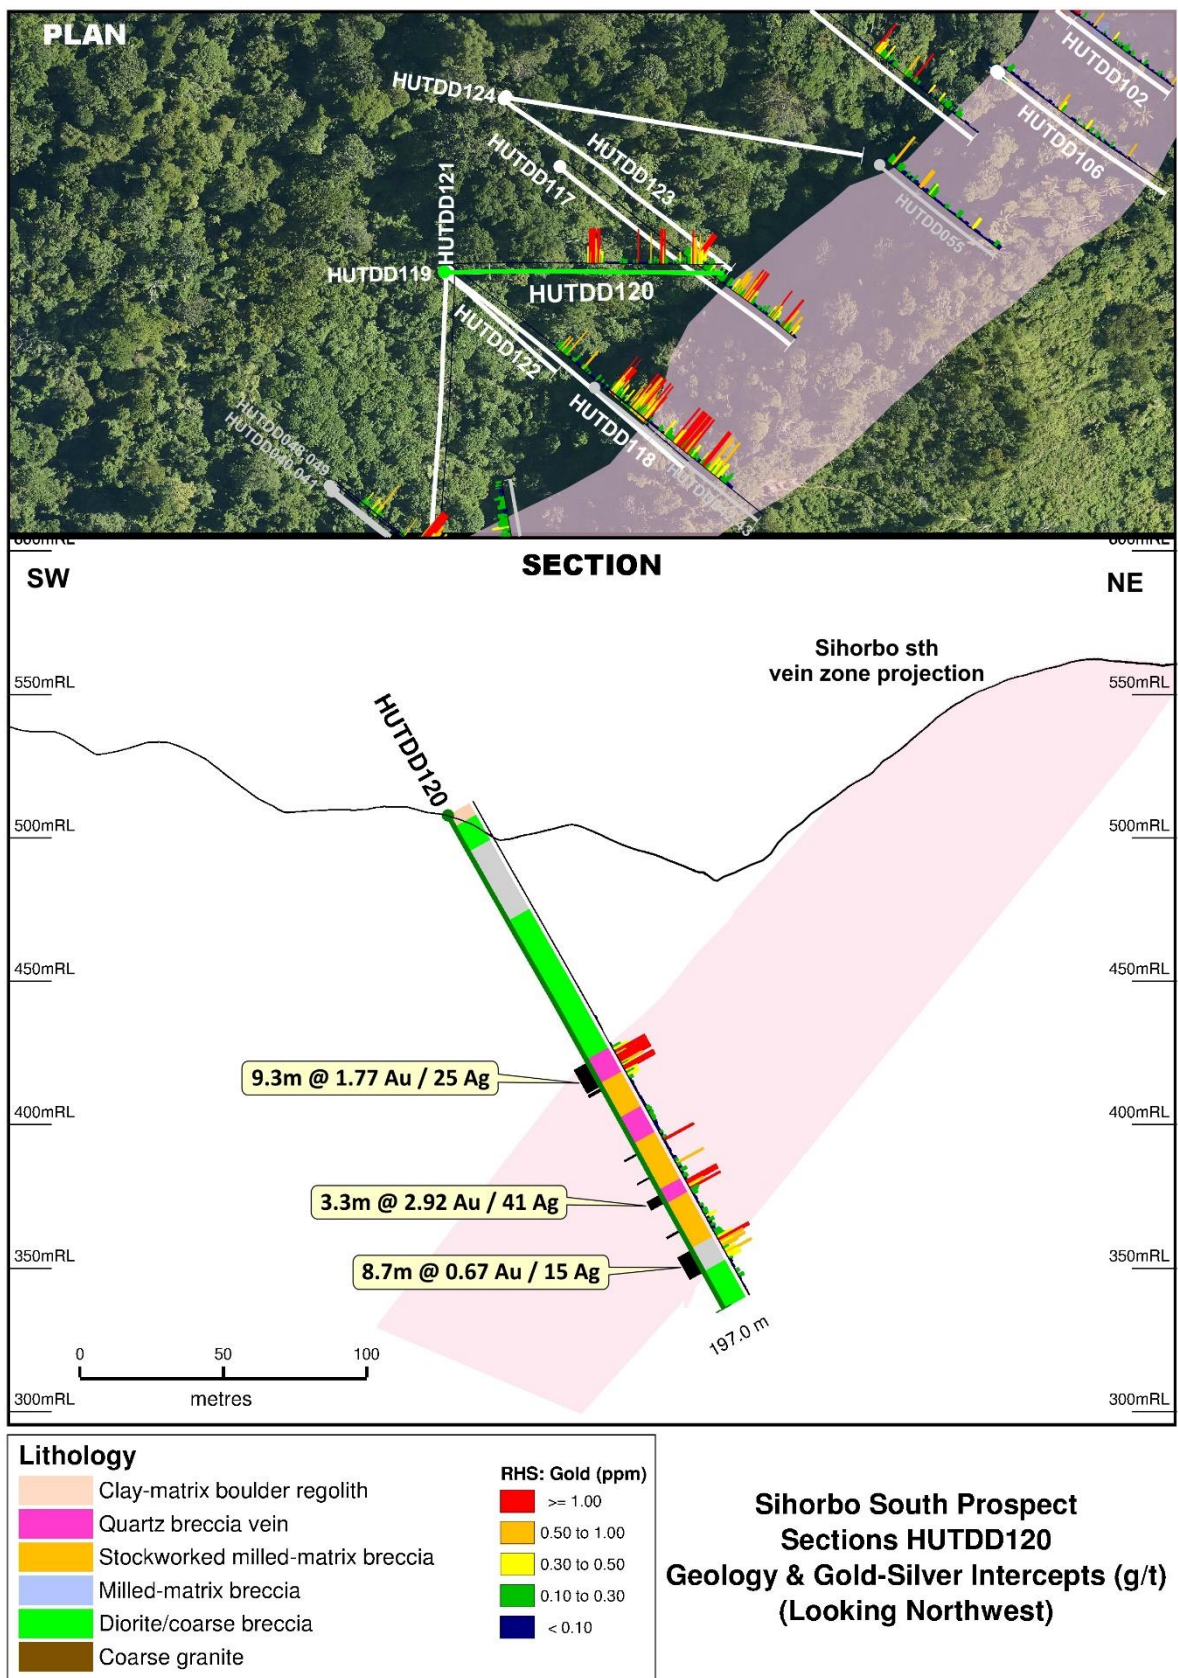 PLAN
HUTDD124
HUTDD102
HUTDD106
HUTDD117
HUTDD123
HUTDD121
HUTDD055
HUTDD119
HUTDD120
HUTDD122
HUTDD118
HUTDD048,049
HUTDD040,041
SECTION
SW
NE
Sihorbo sth
vein zone projection
550mRL
550mRL
HUTDD120
500mRL
500mRL
450mRL
450mRL
9.3m @ 1.77 Au / 25 Ag
400mRL
400mRL
3.3m @ 2.92 Au / 41 Ag
8.7m @ 0.67 Au / 15 Ag
350mRL
350mRL
197.0 m
0 50 100
metres
300mRL
300mRL
Lithology
Clay-matrix boulder regolith
Quartz breccia vein
Stockworked milled-matrix breccia
Milled-matrix breccia
Diorite/coarse breccia
Coarse granite
RHS: Gold (ppm)
>= 1.00
0.50 to 1.00
0.30 to 0.50
0.10 to 0.30
< 0.10
Sihorbo South Prospect
Sections HUTDD120
Geology & Gold-Silver Intercepts (g/t)
(Looking Northwest)